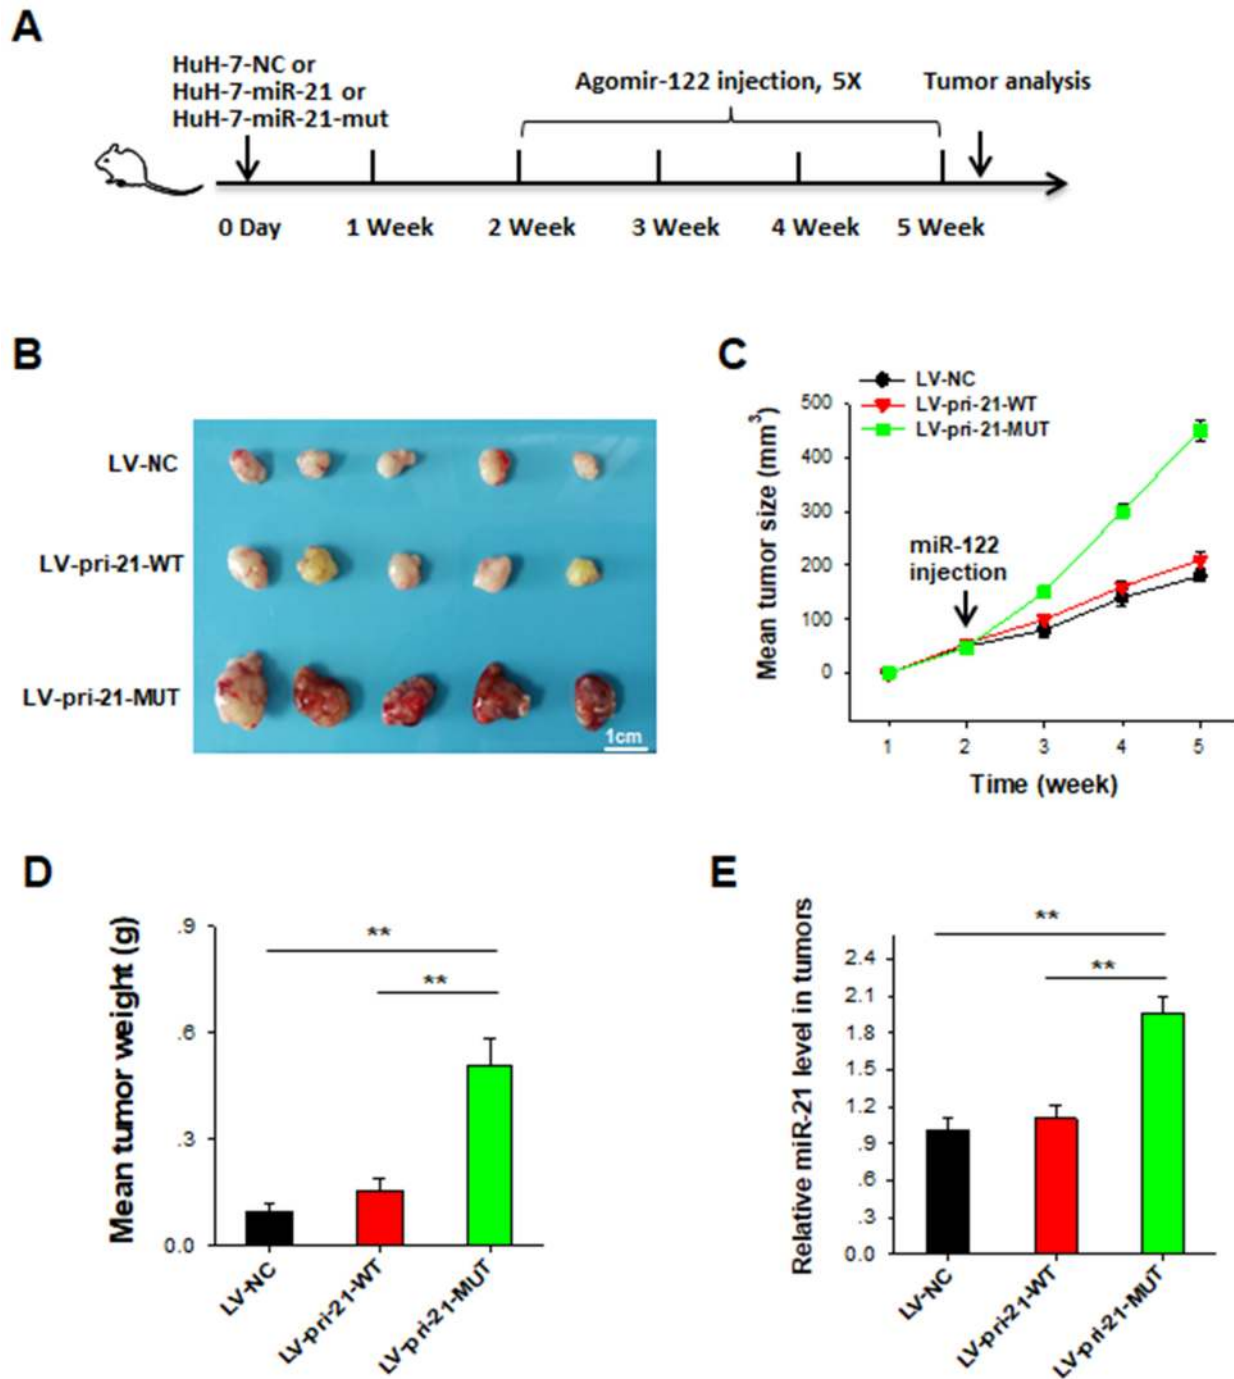 A
HuH-7-NC or
HuH-7-miR-21 or
HuH-7-miR-21-mut
Agomir-122 injection, 5X
Tumor analysis
0 Day
1 Week
2 Week
3 Week
4 Week
5 Week
B
LV-NC
LV-pri-21-WT
LV-pri-21-MUT
1cm
C
LV-NC
LV-pri-21-WT
LV-pri-21-MUT
Mean tumor size (mm³)
500
400
300
200
100
0
miR-122
injection
1 2 3 4 5
Time (week)
D
Mean tumor weight (g)
.9
.6
.3
0.0
**
**
LV-NC
LV-pri-21-WT
LV-pri-21-MUT
E
Relative miR-21 level in tumors
2.4
2.1
1.8
1.5
1.2
.9
.6
.3
0.0
**
**
LV-NC
LV-pri-21-WT
LV-pri-21-MUT